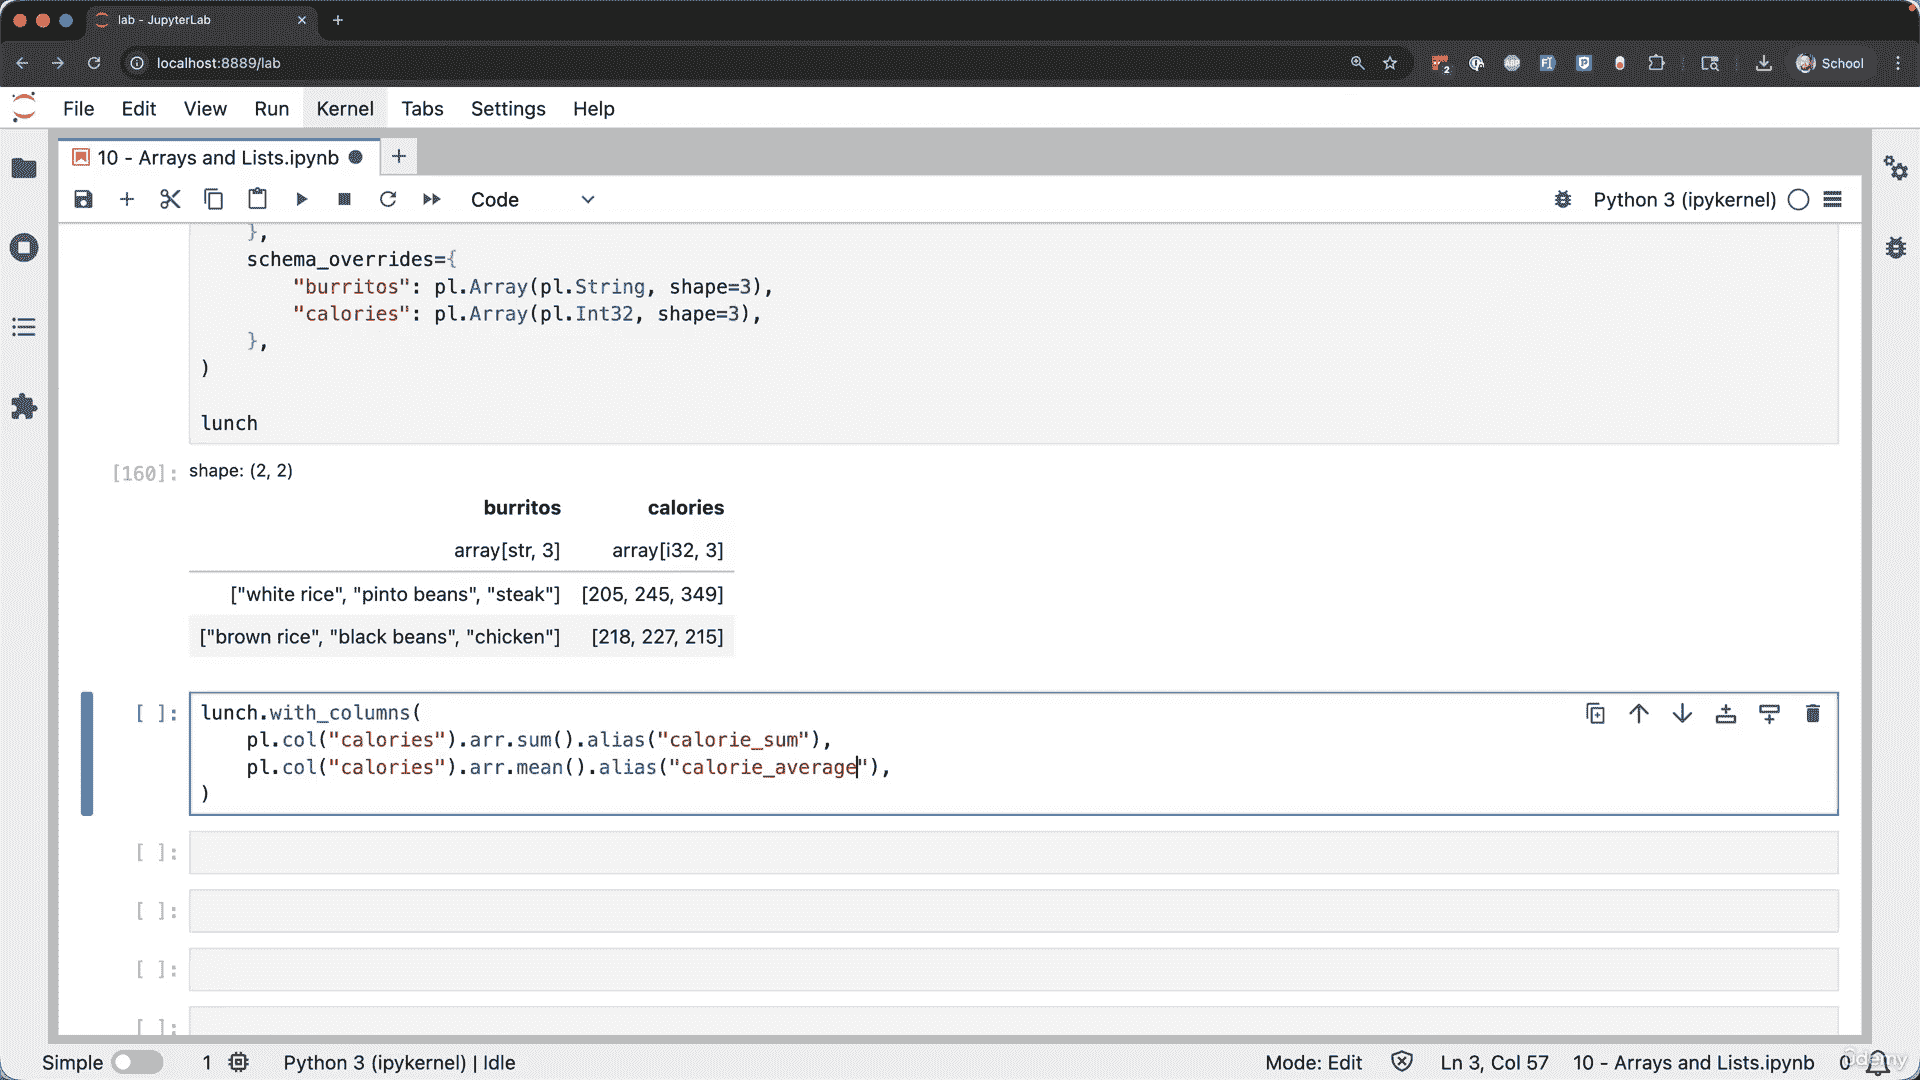 lab - JupyterLab
localhost:8889/lab
2
ABP
School
File Edit View Run Kernel Tabs Settings Help
10 - Arrays and Lists.ipynb
Code
Python 3 (ipykernel)
},
schema_overrides={
"burritos": pl.Array(pl.String, shape=3),
"calories": pl.Array(pl.Int32, shape=3),
},
)
lunch
[160]: shape: (2, 2)
burritos calories
array[str, 3] array[i32, 3]
["white rice", "pinto beans", "steak"] [205, 245, 349]
["brown rice", "black beans", "chicken"] [218, 227, 215]
[ ]: lunch.with_columns(
pl.col("calories").arr.sum().alias("calorie_sum"),
pl.col("calories").arr.mean().alias("calorie_average"),
)
[ ]:
[ ]:
[ ]:
[ ]:
Simple 1 Python 3 (ipykernel) | Idle Mode: Edit Ln 3, Col 57 10 - Arrays and Lists.ipynb 0
Udemy